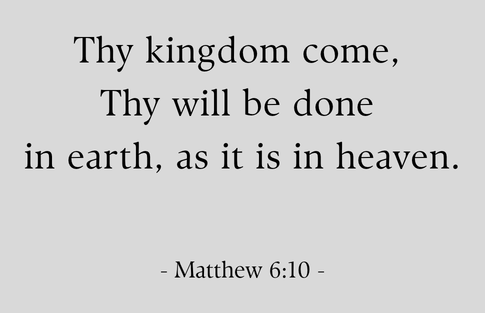 Thy kingdom come,
Thy will be done
in earth, as it is in heaven.
- Matthew 6:10 -